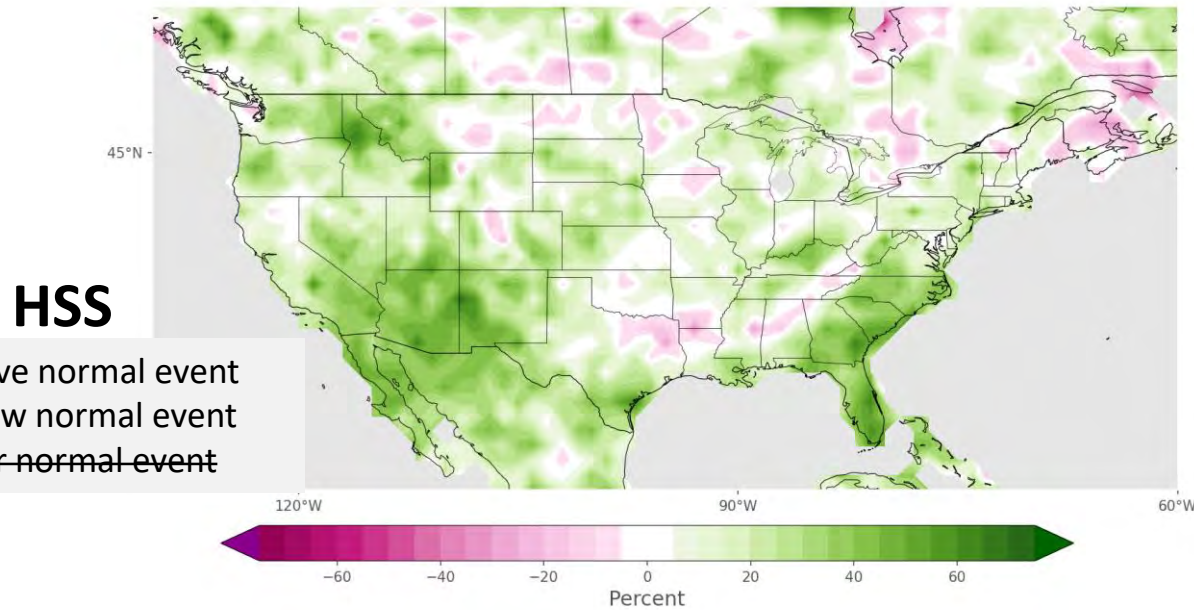 45°N
HSS
ve normal event
w normal event
r normal event
120°W
90°W
60°W
−60
−40
−20
0
20
40
60
Percent